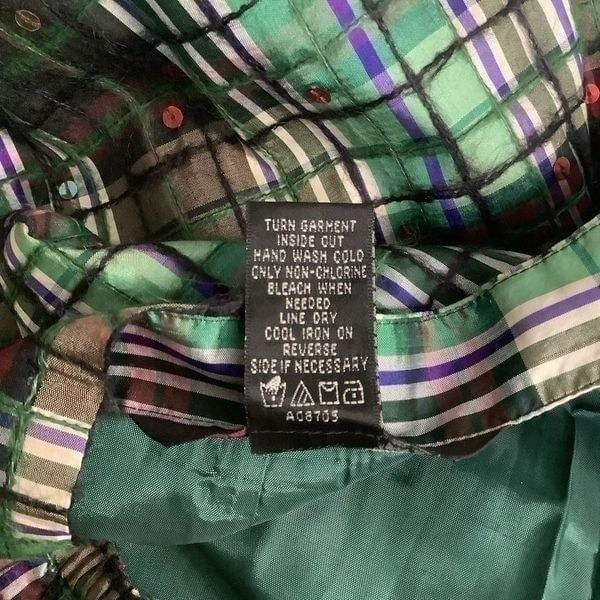 TURN GARMENT
INSIDE OUT
HAND WASH COLD
ONLY NON-CHLORINE
BLEACH WHEN
NEEDED
LINE DRY
COOL IRON ON
REVERSE
SIDE IF NECESSARY
A08705